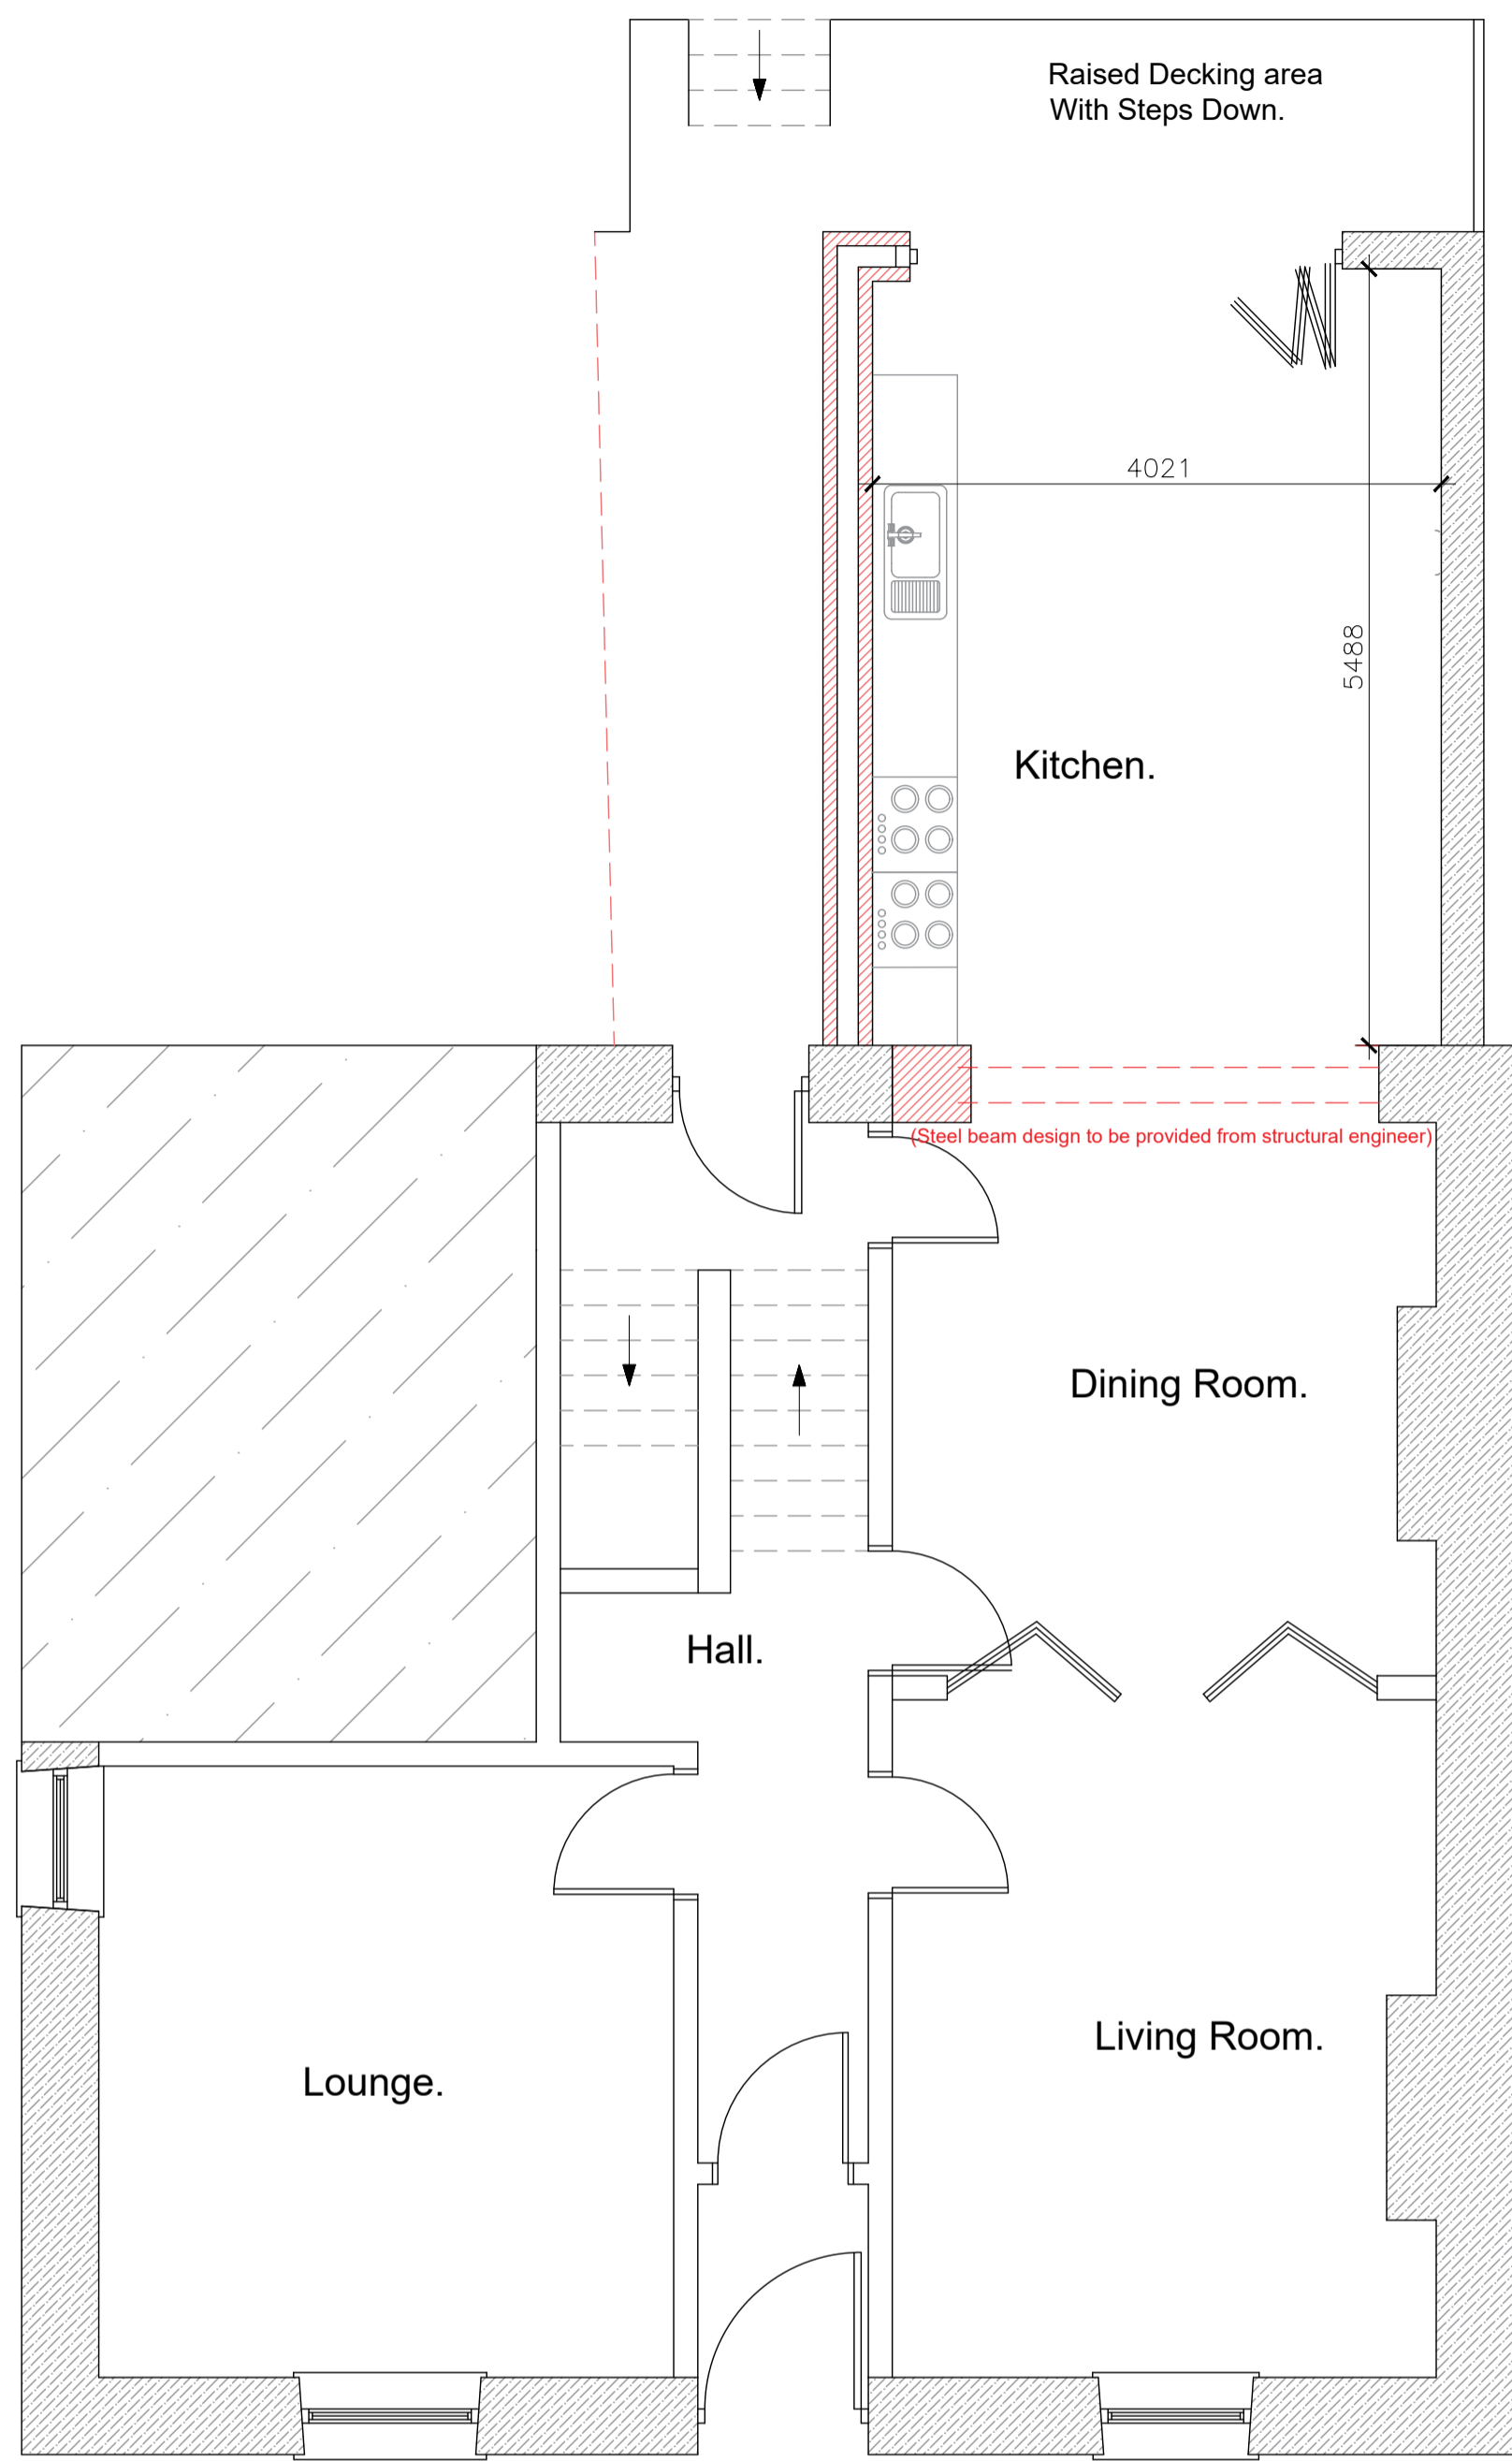 Raised Decking area
With Steps Down.
4021
5488
Kitchen.
(Steel beam design to be provided from structural engineer)
Dining Room.
Hall.
Living Room.
Lounge.